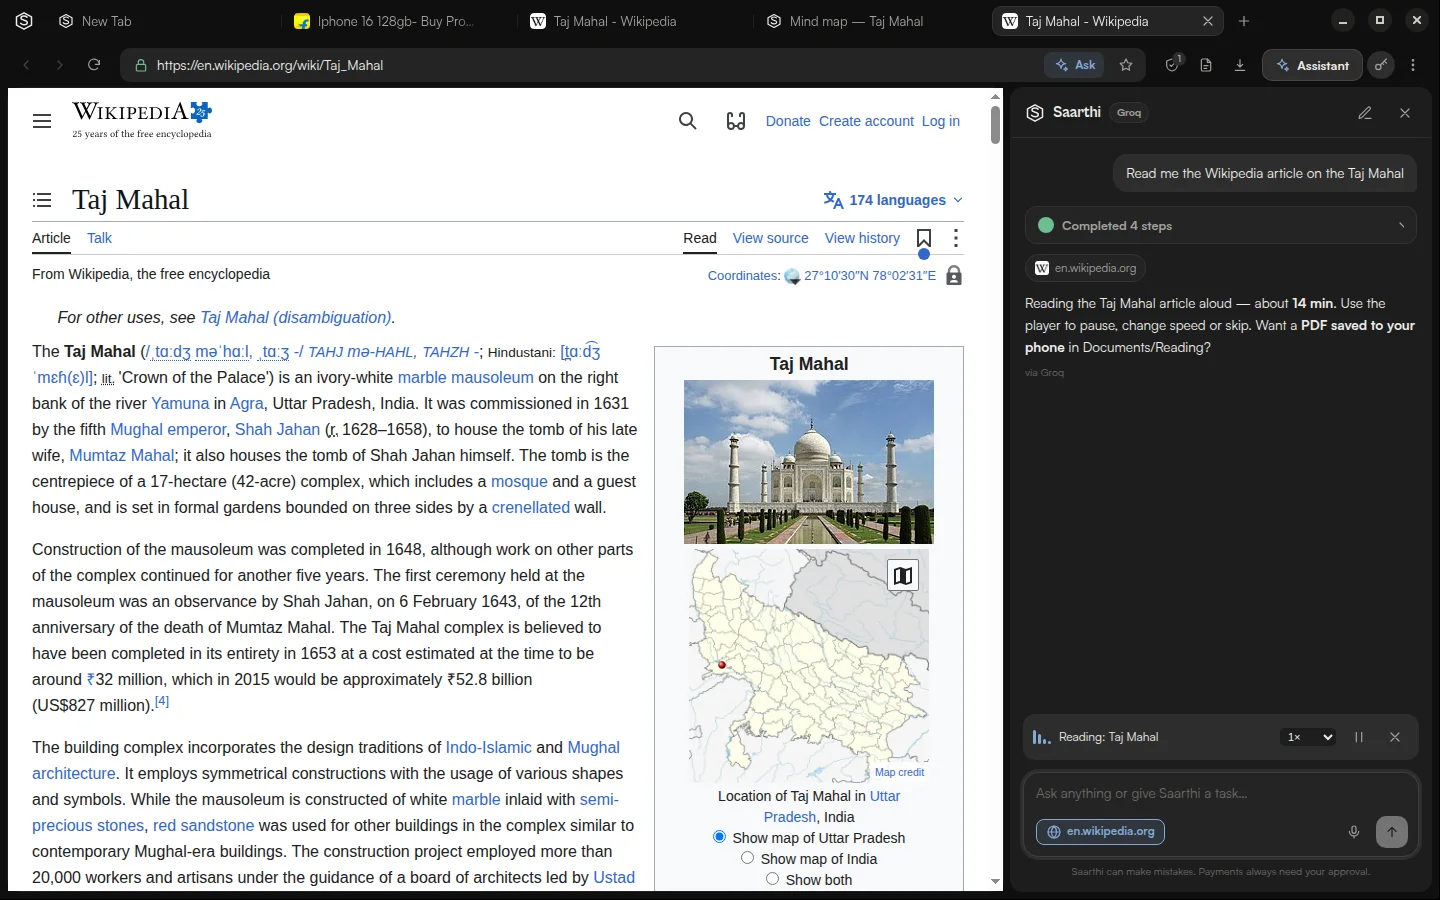 New Tab
Iphone 16 128gb- Buy Pro...
Taj Mahal - Wikipedia
Mind map — Taj Mahal
Taj Mahal - Wikipedia
https://en.wikipedia.org/wiki/Taj_Mahal
Ask
1
Assistant
WIKIPEDIA 25
25 years of the free encyclopedia
Donate Create account Log in
Taj Mahal
174 languages
Article Talk
Read View source View history
From Wikipedia, the free encyclopedia
Coordinates: 27°10′30″N 78°02′31″E
For other uses, see Taj Mahal (disambiguation).
The Taj Mahal (/ˌtɑːdʒ məˈhɑːl, ˌtɑːʒ -/ TAHJ mə-HAHL, TAHZH -; Hindustani: [t̪ɑːd͡ʒ
ˈmɛɦ(ɛ)l]; lit. 'Crown of the Palace') is an ivory-white marble mausoleum on the right
bank of the river Yamuna in Agra, Uttar Pradesh, India. It was commissioned in 1631
by the fifth Mughal emperor, Shah Jahan (r. 1628–1658), to house the tomb of his late
wife, Mumtaz Mahal; it also houses the tomb of Shah Jahan himself. The tomb is the
centrepiece of a 17-hectare (42-acre) complex, which includes a mosque and a guest
house, and is set in formal gardens bounded on three sides by a crenellated wall.
Construction of the mausoleum was completed in 1648, although work on other parts
of the complex continued for another five years. The first ceremony held at the
mausoleum was an observance by Shah Jahan, on 6 February 1643, of the 12th
anniversary of the death of Mumtaz Mahal. The Taj Mahal complex is believed to
have been completed in its entirety in 1653 at a cost estimated at the time to be
around ₹32 million, which in 2015 would be approximately ₹52.8 billion
(US$827 million).[4]
The building complex incorporates the design traditions of Indo-Islamic and Mughal
architecture. It employs symmetrical constructions with the usage of various shapes
and symbols. While the mausoleum is constructed of white marble inlaid with semi-
precious stones, red sandstone was used for other buildings in the complex similar to
contemporary Mughal-era buildings. The construction project employed more than
20,000 workers and artisans under the guidance of a board of architects led by Ustad
Taj Mahal
Map credit
Location of Taj Mahal in Uttar
Pradesh, India
Show map of Uttar Pradesh
Show map of India
Show both
Saarthi Groq
Read me the Wikipedia article on the Taj Mahal
Completed 4 steps
W en.wikipedia.org
Reading the Taj Mahal article aloud — about 14 min. Use the
player to pause, change speed or skip. Want a PDF saved to your
phone in Documents/Reading?
via Groq
Reading: Taj Mahal 1×
Ask anything or give Saarthi a task...
en.wikipedia.org
Saarthi can make mistakes. Payments always need your approval.